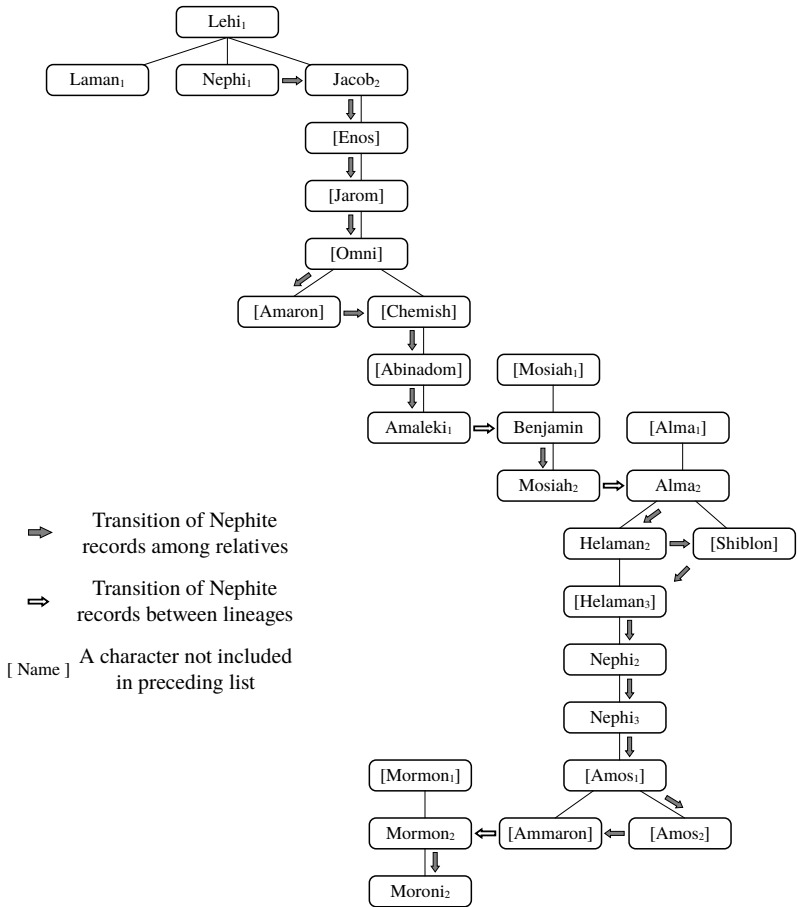 Lehi₁
Laman₁ Nephi₁ Jacob₂
[Enos]
[Jarom]
[Omni]
[Amaron] [Chemish]
[Abinadom] [Mosiah₁]
Amaleki₁ Benjamin [Alma₁]
Mosiah₂ Alma₂
Helaman₂ [Shiblon]
[Helaman₃]
Nephi₂
Nephi₃
[Mormon₁] [Amos₁]
Mormon₂ [Ammaron] [Amos₂]
Moroni₂
Transition of Nephite
records among relatives
Transition of Nephite
records between lineages
[ Name ] A character not included
in preceding list